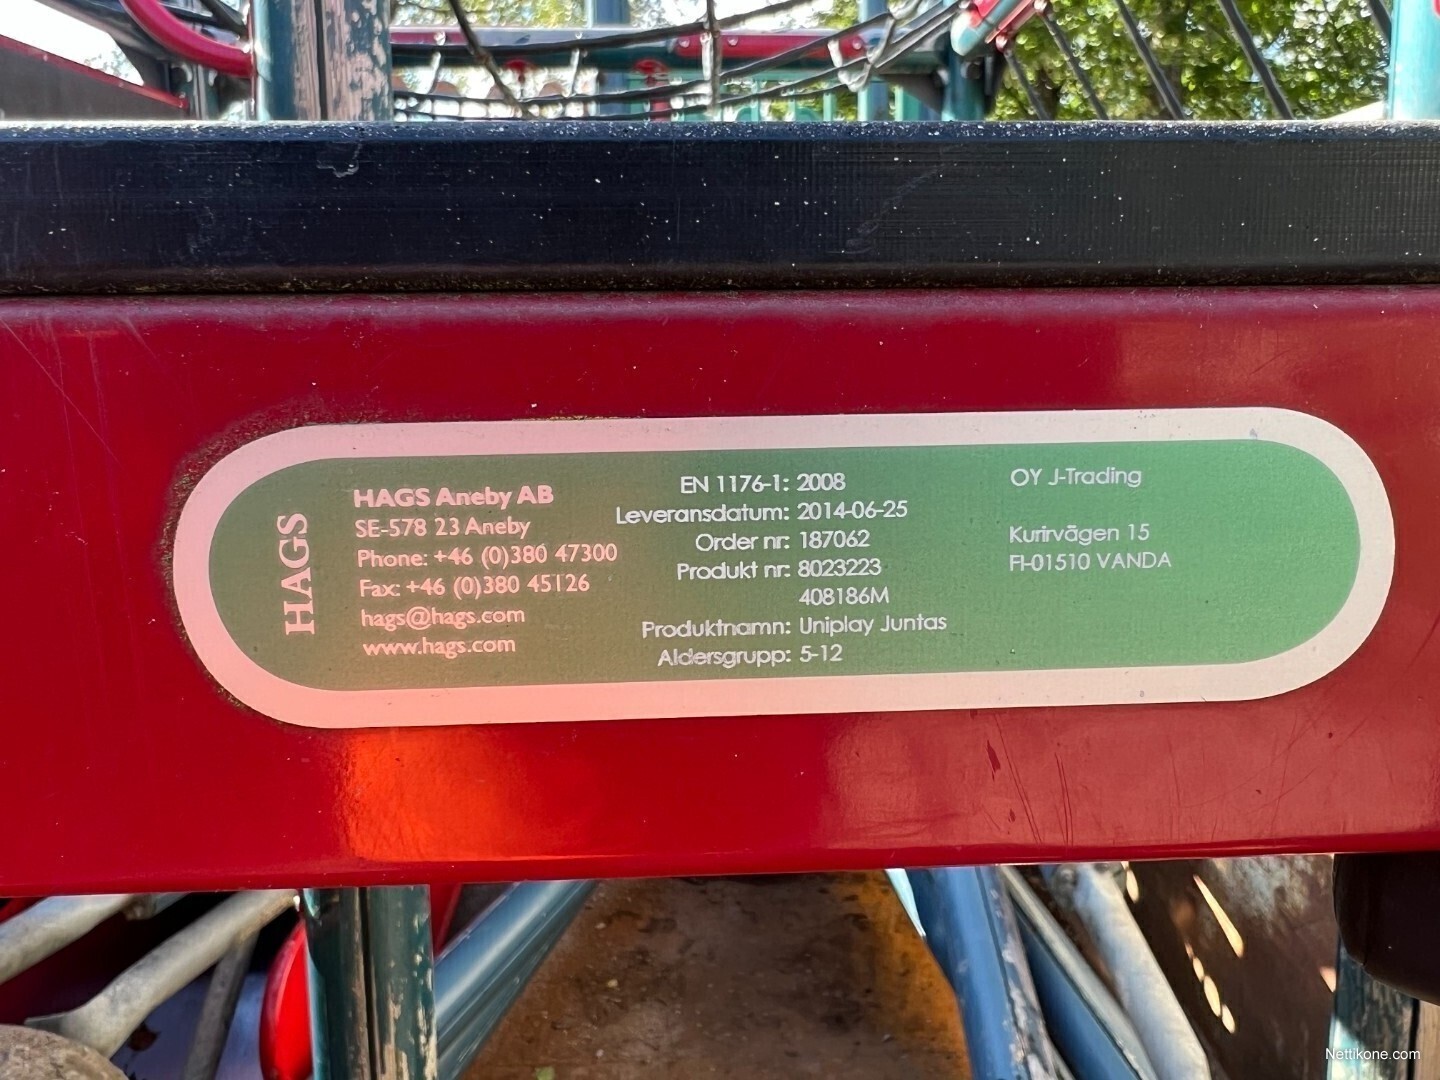 HAGS
HAGS Aneby AB
SE-578 23 Aneby
Phone: +46 (0)380 47300
Fax: +46 (0)380 45126
hags@hags.com
www.hags.com
EN 1176-1: 2008
Leveransdatum: 2014-06-25
Order nr: 187062
Produkt nr: 8023223
408186M
Produktnamn: Uniplay Juntas
Aldersgrupp: 5-12
OY J-Trading
Kurirvägen 15
FI-01510 VANDA
Nettikone.com